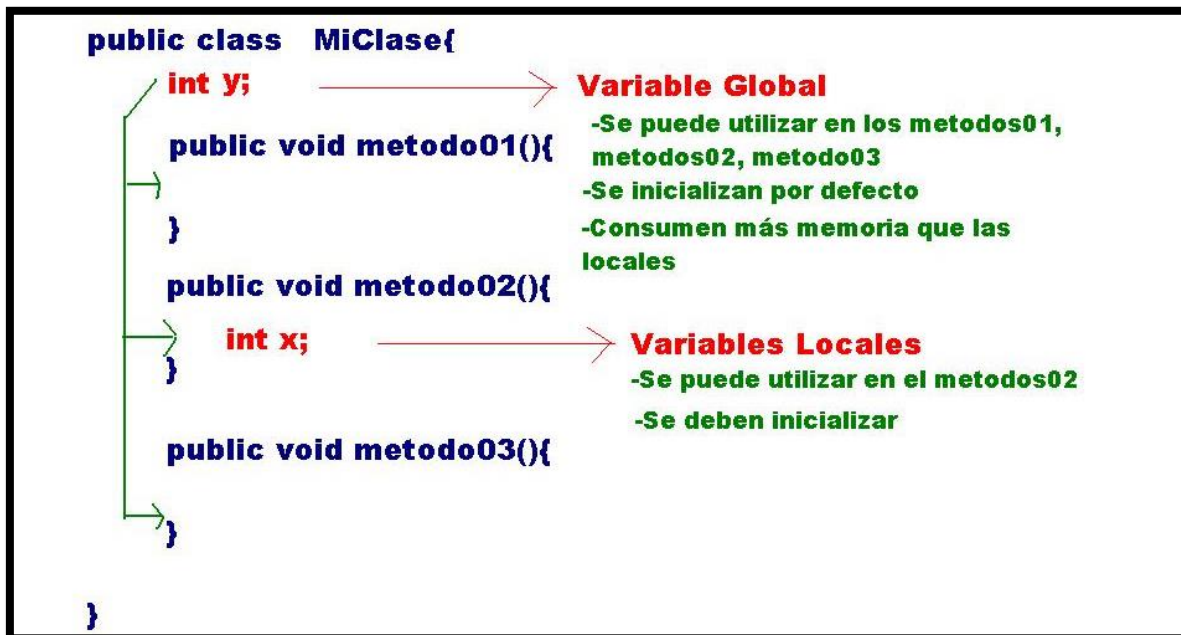 public class MiClase{
int y;
Variable Global
-Se puede utilizar en los metodos01,
metodos02, metodo03
-Se inicializan por defecto
-Consumen más memoria que las
locales
public void metodo01(){
}
public void metodo02(){
int x;
Variables Locales
-Se puede utilizar en el metodos02
-Se deben inicializar
}
public void metodo03(){
}
}